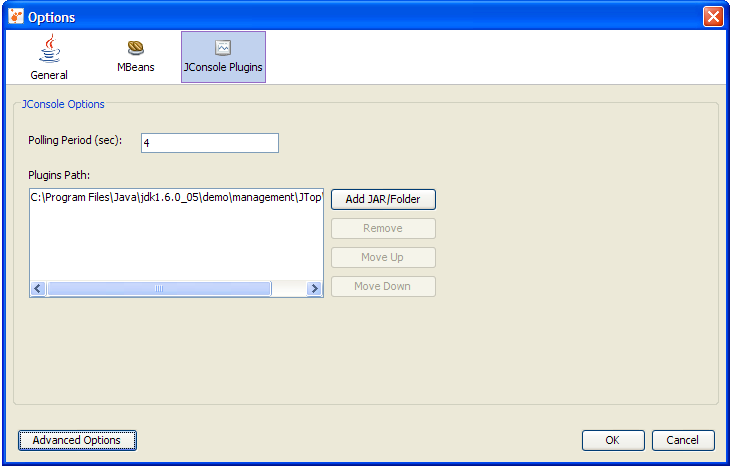 Options
General
MBeans
JConsole Plugins
JConsole Options
Polling Period (sec):
4
Plugins Path:
C:\Program Files\Java\jdk1.6.0_05\demo\management\JTop\
Add JAR/Folder
Remove
Move Up
Move Down
Advanced Options
OK
Cancel